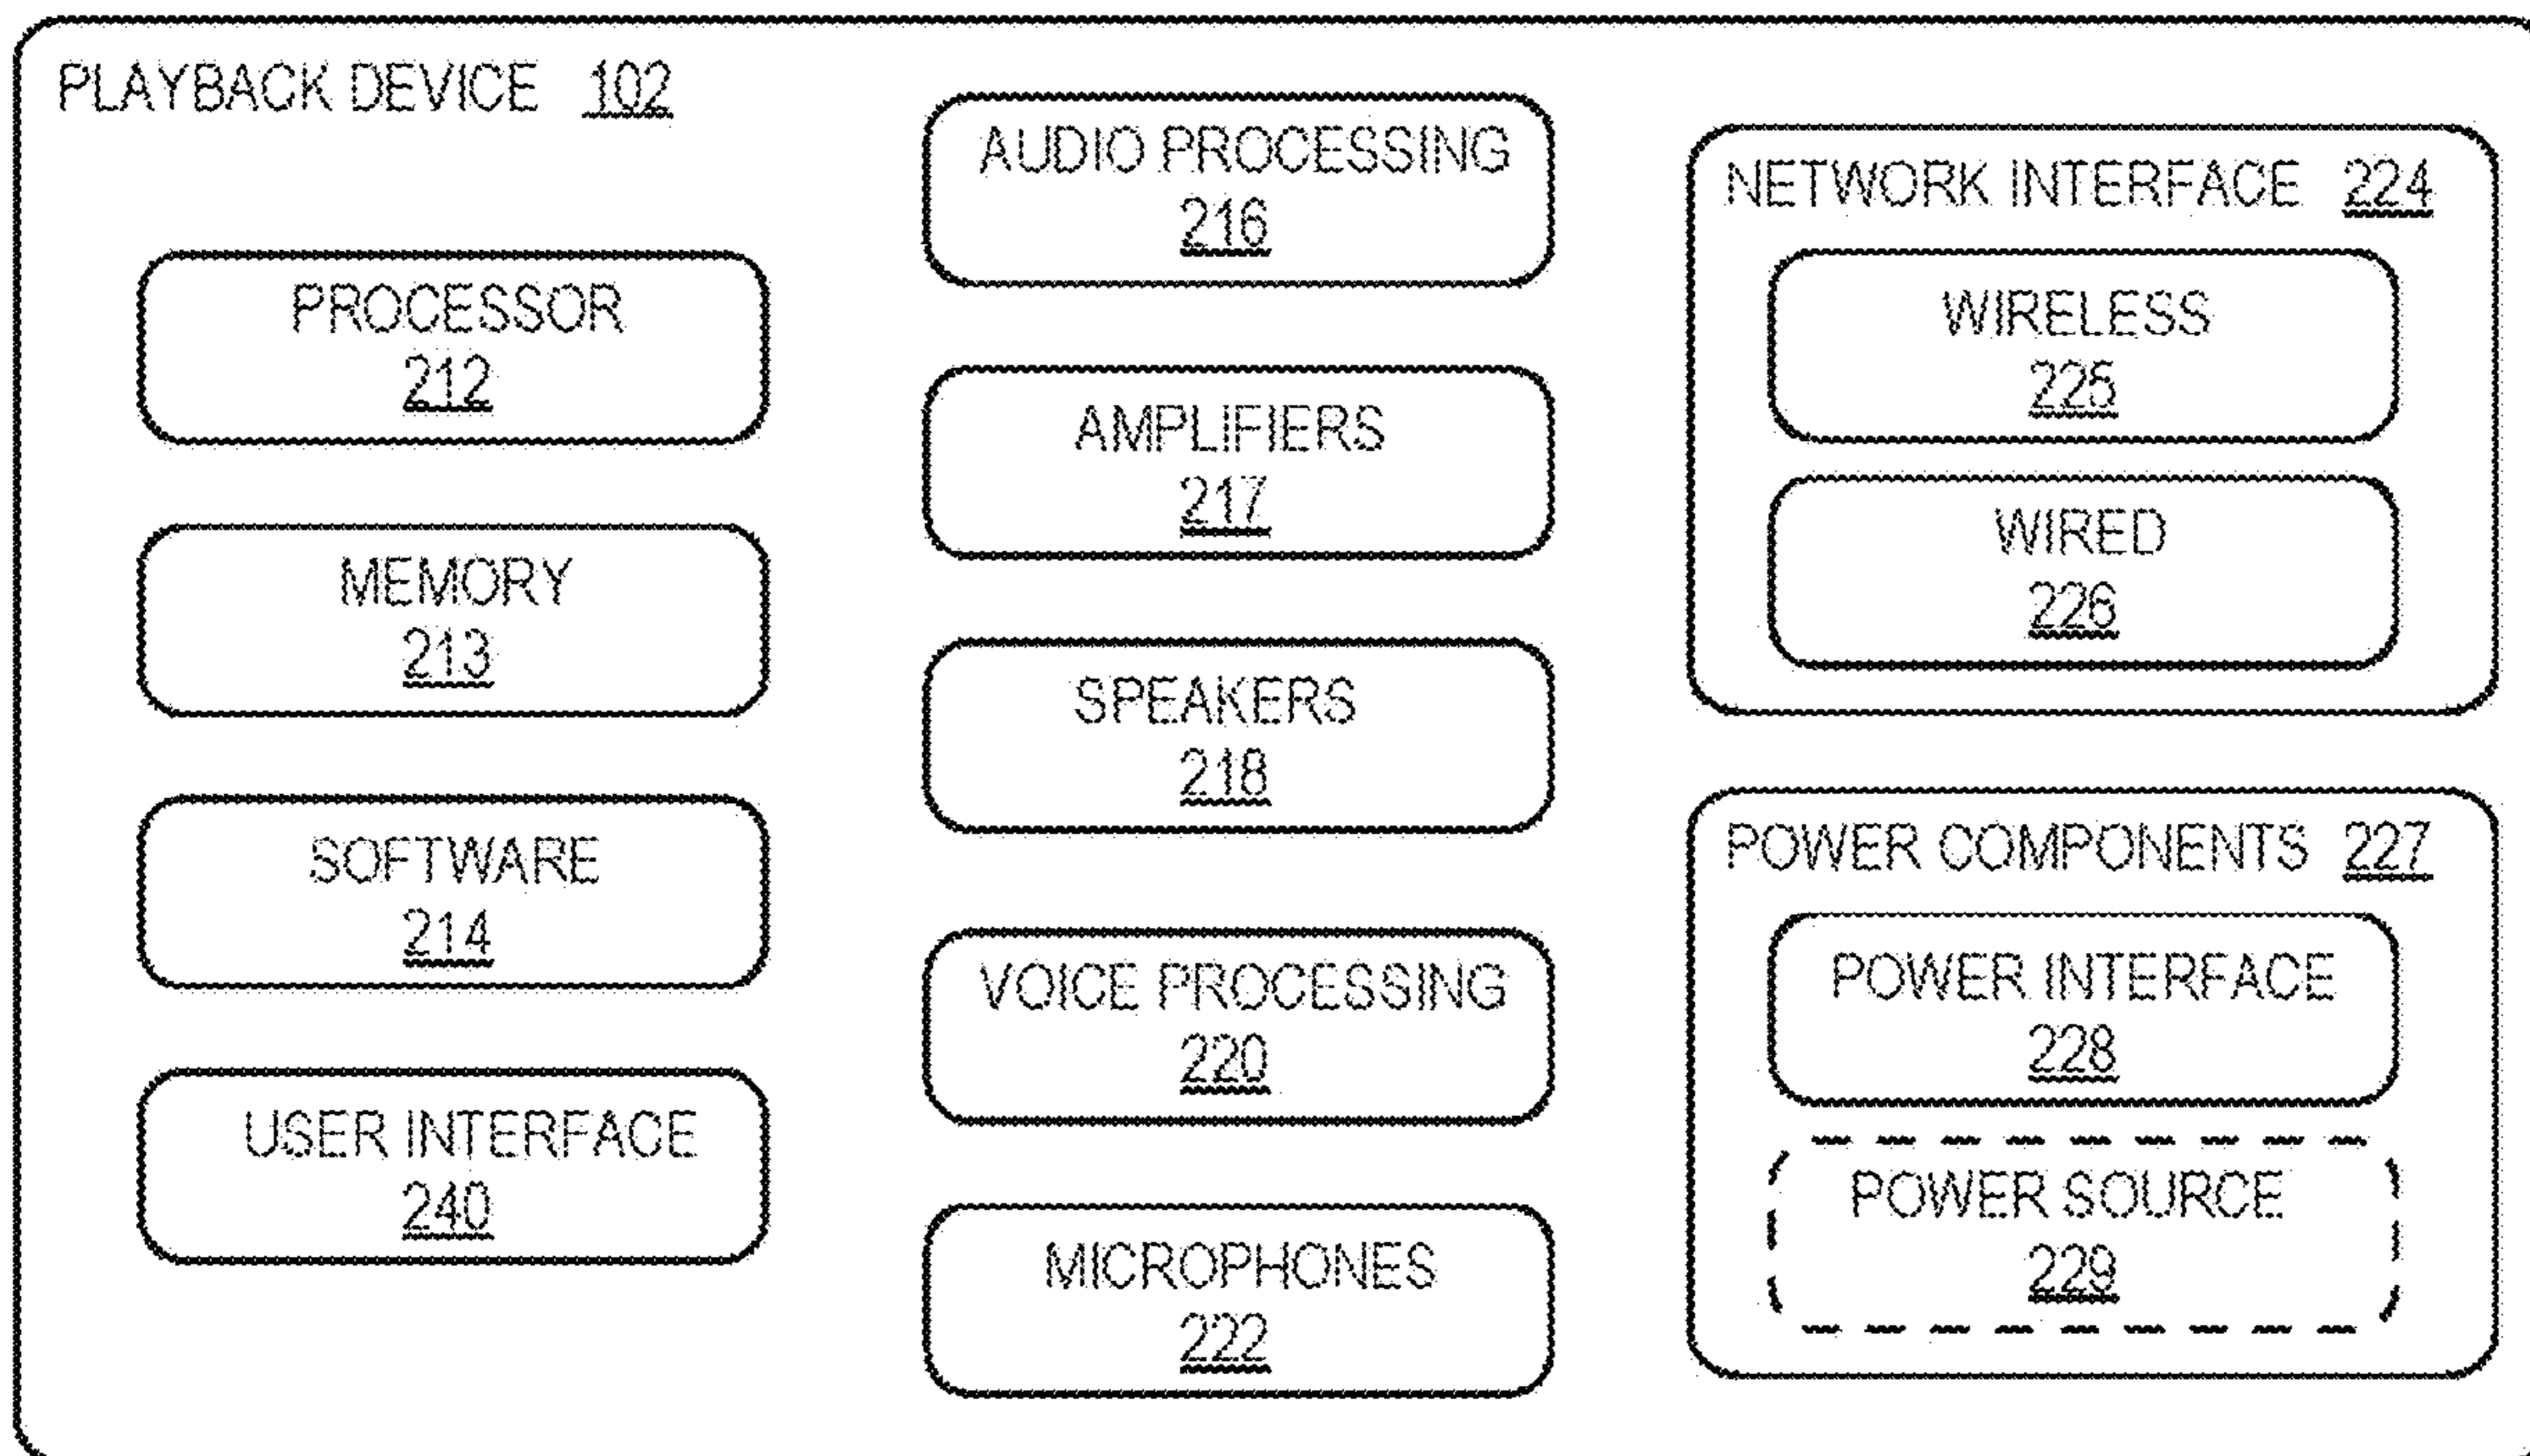 PLAYBACK DEVICE 102
PROCESSOR
212
MEMORY
213
SOFTWARE
214
USER INTERFACE
240
AUDIO PROCESSING
216
AMPLIFIERS
217
SPEAKERS
218
VOICE PROCESSING
220
MICROPHONES
222
NETWORK INTERFACE 224
WIRELESS
225
WIRED
226
POWER COMPONENTS 227
POWER INTERFACE
228
POWER SOURCE
229